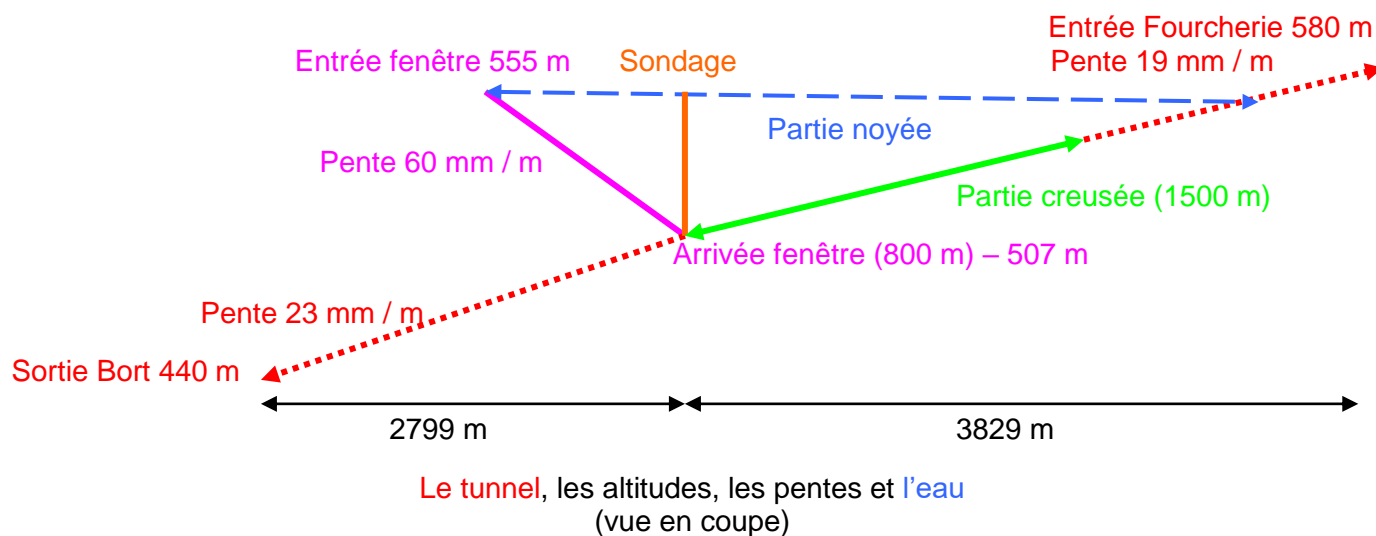 Entrée Fourcherie 580 m
Pente 19 mm / m
Entrée fenêtre 555 m
Sondage
Partie noyée
Pente 60 mm / m
Partie creusée (1500 m)
Arrivée fenêtre (800 m) – 507 m
Pente 23 mm / m
Sortie Bort 440 m
2799 m
3829 m
Le tunnel, les altitudes, les pentes et l’eau
(vue en coupe)